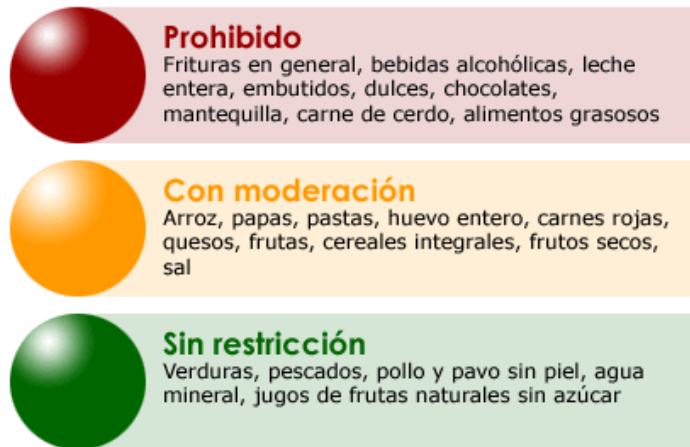 Prohibido
Frituras en general, bebidas alcohólicas, leche
entera, embutidos, dulces, chocolates,
mantequilla, carne de cerdo, alimentos grasosos
Con moderación
Arroz, papas, pastas, huevo entero, carnes rojas,
quesos, frutas, cereales integrales, frutos secos,
sal
Sin restricción
Verduras, pescados, pollo y pavo sin piel, agua
mineral, jugos de frutas naturales sin azúcar